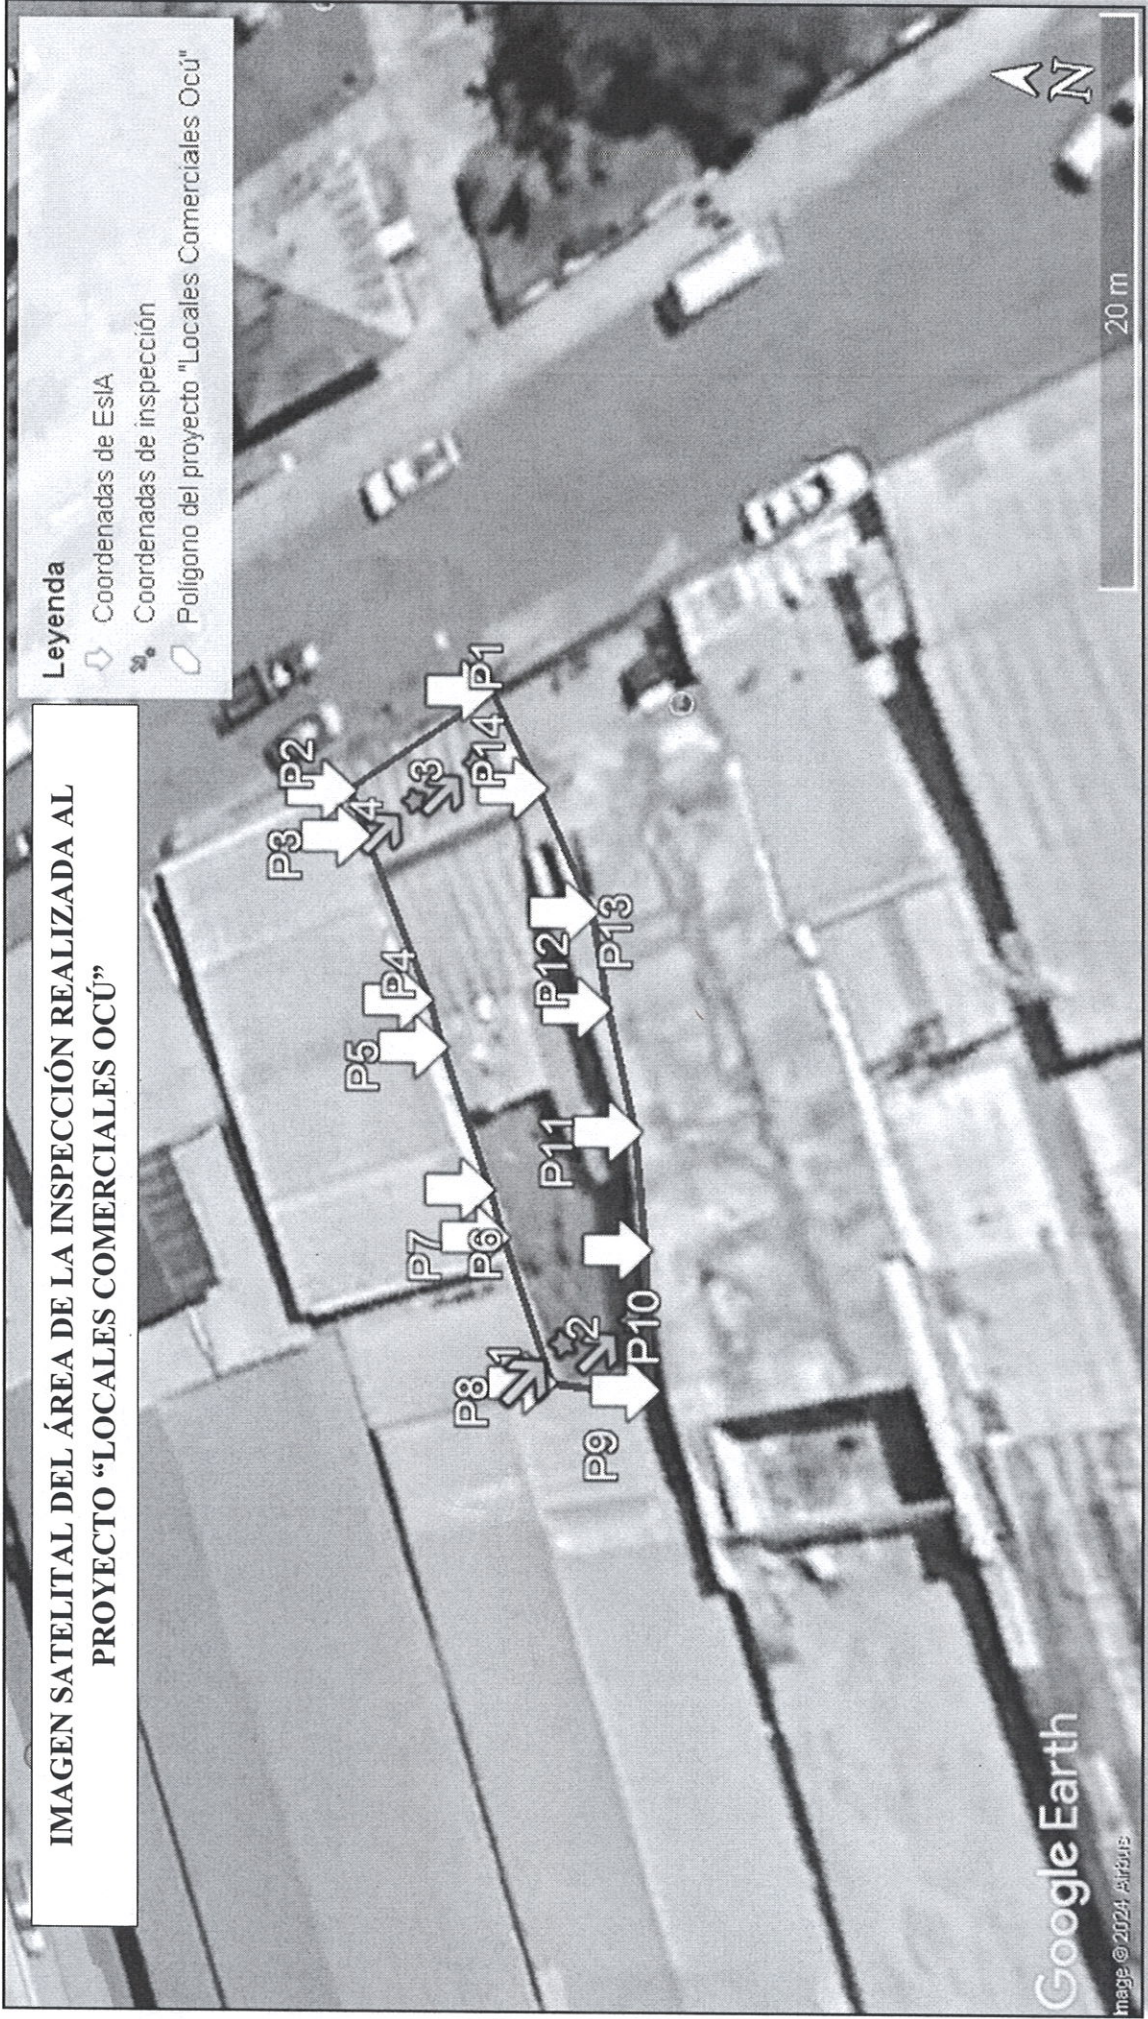 IMAGEN SATELITAL DEL ÁREA DE LA INSPECCIÓN REALIZADA AL
PROYECTO “LOCALES COMERCIALES OCÚ”
Leyenda
Coordenadas de EsIA
Coordenadas de inspección
Polígono del proyecto "Locales Comerciales Ocú"
P2
P3
4
3
P1
P14
P4
P5
P12
P13
P7
P6
P11
P8
1
2
P10
P9
N
20 m
Google Earth
Image © 2024 Airbus